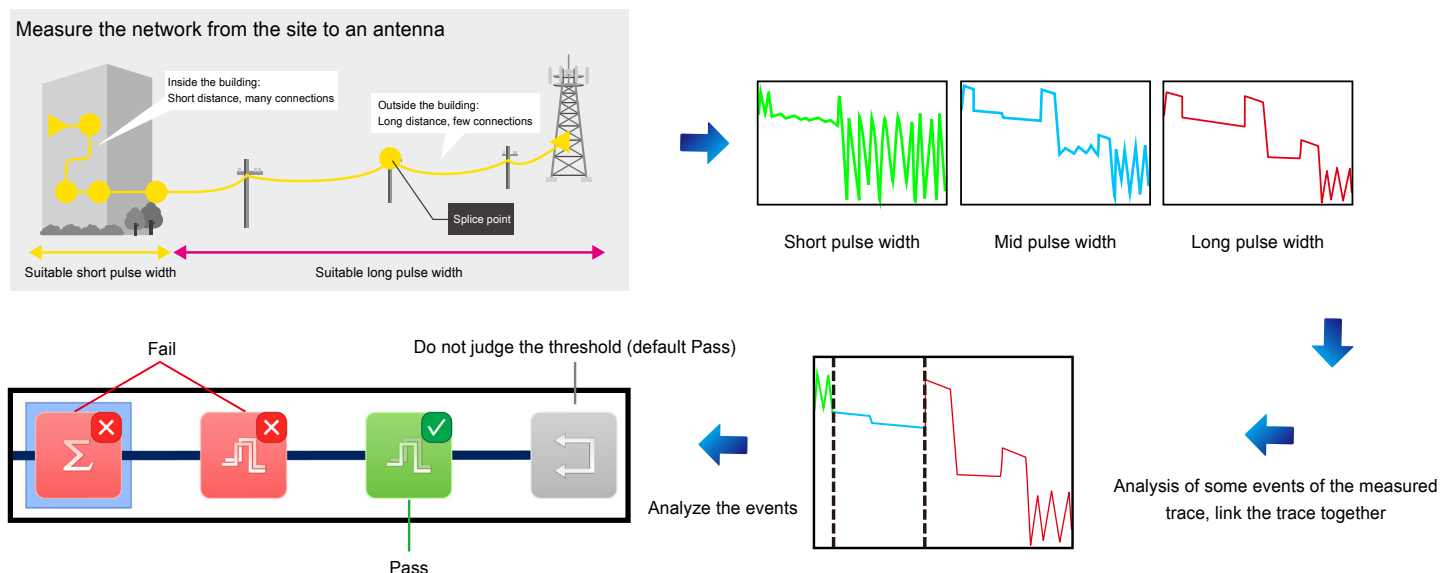 Measure the network from the site to an antenna
Inside the building:
Short distance, many connections
Outside the building:
Long distance, few connections
Splice point
Suitable short pulse width
Suitable long pulse width
Short pulse width
Mid pulse width
Long pulse width
Analysis of some events of the measured
trace, link the trace together
Analyze the events
Fail
Do not judge the threshold (default Pass)
Σ
Pass